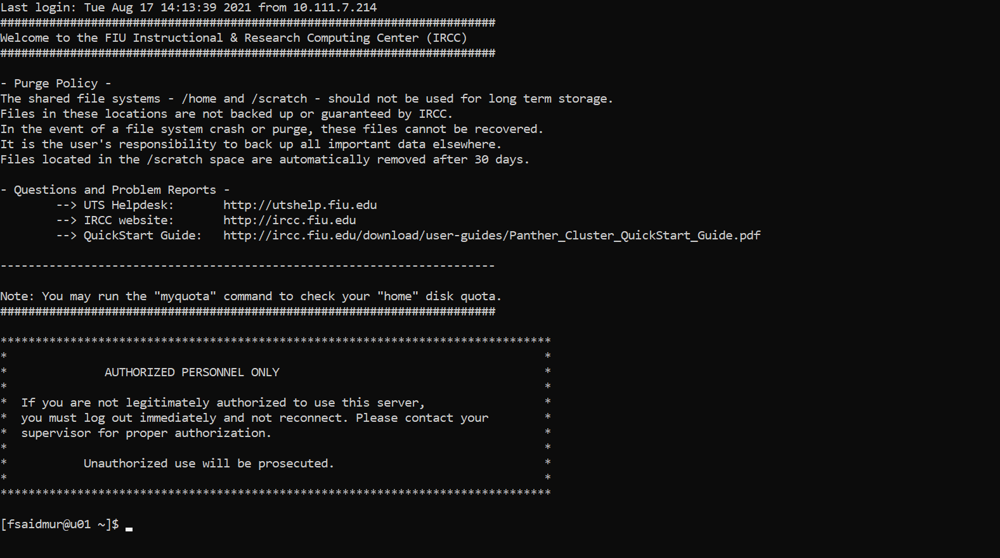 Last login: Tue Aug 17 14:13:39 2021 from 10.111.7.214
#######################################################################
Welcome to the FIU Instructional & Research Computing Center (IRCC)
#######################################################################

- Purge Policy -
The shared file systems - /home and /scratch - should not be used for long term storage.
Files in these locations are not backed up or guaranteed by IRCC.
In the event of a file system crash or purge, these files cannot be recovered.
It is the user's responsibility to back up all important data elsewhere.
Files located in the /scratch space are automatically removed after 30 days.

- Questions and Problem Reports -
        --> UTS Helpdesk:       http://utshelp.fiu.edu
        --> IRCC website:       http://ircc.fiu.edu
        --> QuickStart Guide:   http://ircc.fiu.edu/download/user-guides/Panther_Cluster_QuickStart_Guide.pdf

-----------------------------------------------------------------------

Note: You may run the "myquota" command to check your "home" disk quota.
#######################################################################

*******************************************************************************
*                                                                             *
*              AUTHORIZED PERSONNEL ONLY                                      *
*                                                                             *
*  If you are not legitimately authorized to use this server,                 *
*  you must log out immediately and not reconnect. Please contact your        *
*  supervisor for proper authorization.                                       *
*                                                                             *
*           Unauthorized use will be prosecuted.                              *
*                                                                             *
*******************************************************************************

[fsaidmur@u01 ~]$